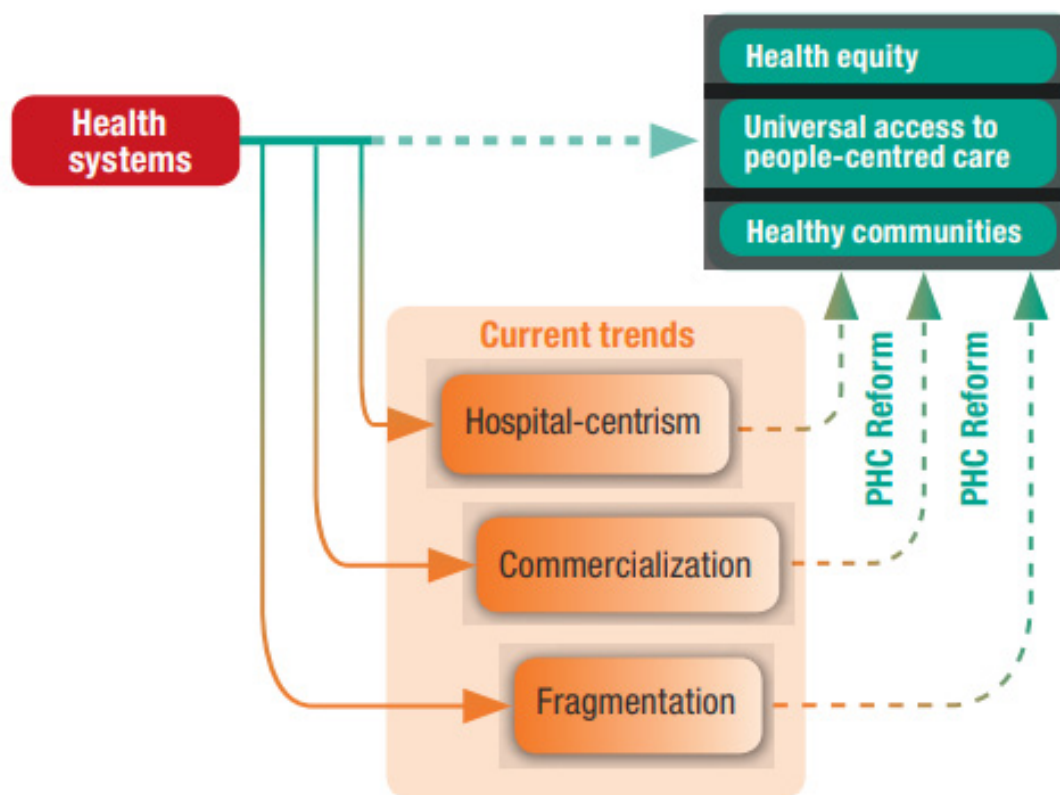 Health
systems
Health equity
Universal access to
people-centred care
Healthy communities
Current trends
Hospital-centrism
Commercialization
Fragmentation
PHC Reform
PHC Reform